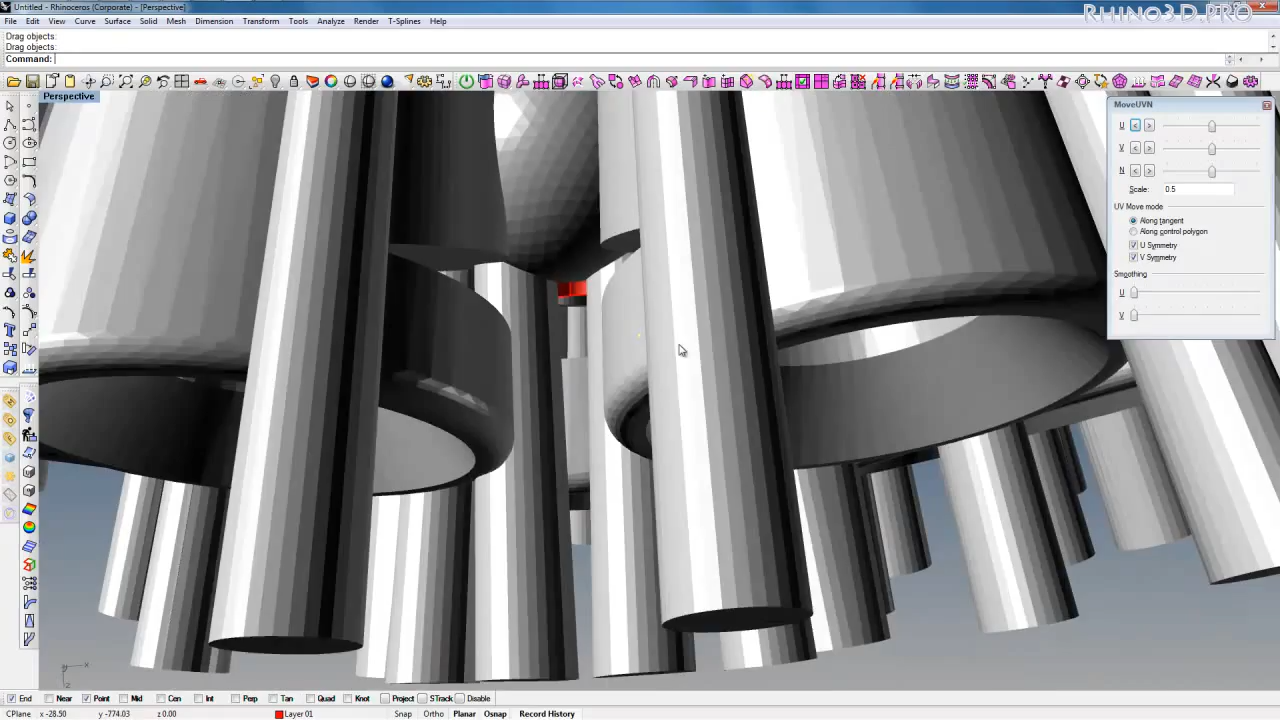 Untitled - Rhinoceros (Corporate) - [Perspective]
RHINO3D.PRO
File Edit View Curve Surface Solid Mesh Dimension Transform Tools Analyze Render T-Splines Help
Drag objects:
Drag objects:
Command:
Perspective
MoveUVN
U < >
V < >
N < >
Scale: 0.5
UV Move mode
Along tangent
Along control polygon
U Symmetry
V Symmetry
Smoothing
U
V
End Near Point Mid Cen Int Perp Tan Quad Knot Project STrack Disable
CPlane x -28.50 y -774.03 z 0.00 Layer 01 Snap Ortho Planar Osnap Record History